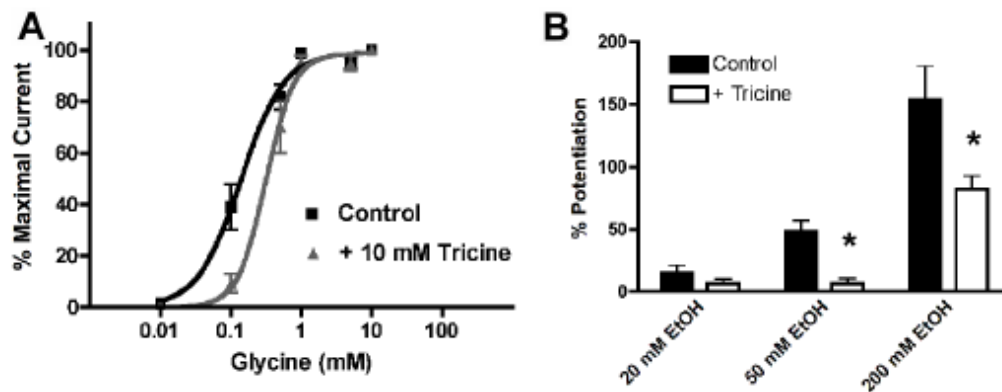 A
% Maximal Current
100
80
60
40
20
0
0.01 0.1 1 10 100
Glycine (mM)
Control
+ 10 mM Tricine
B
% Potentiation
200
150
100
50
0
Control
+ Tricine
*
*
20 mM EtOH
50 mM EtOH
200 mM EtOH